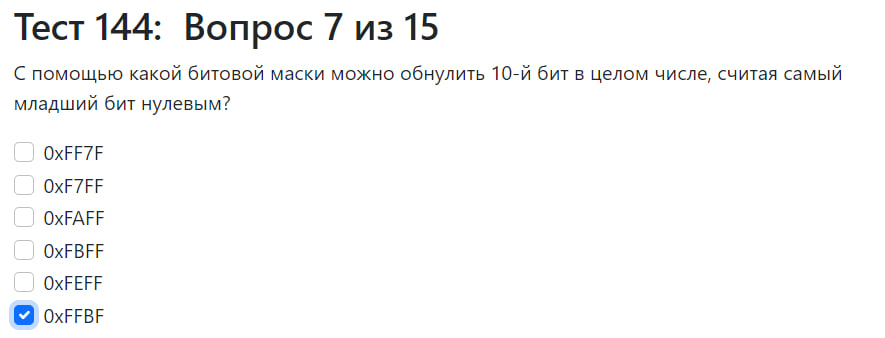 Тест 144: Вопрос 7 из 15
С помощью какой битовой маски можно обнулить 10-й бит в целом числе, считая самый
младший бит нулевым?
0xFF7F
0xF7FF
0xFAFF
0xFBFF
0xFEFF
0xFFBF